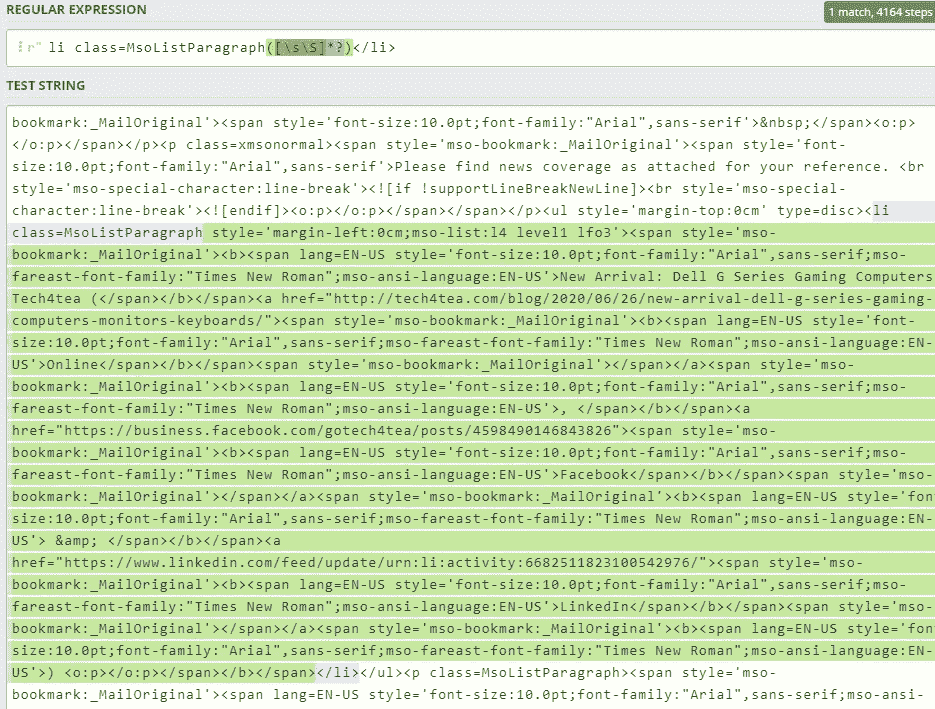 REGULAR EXPRESSION
1 match, 4164 steps
r" li class=MsoListParagraph([\s\S]*?)</li>
TEST STRING
bookmark:_MailOriginal'><span style='font-size:10.0pt;font-family:"Arial",sans-serif'>&nbsp;</span><o:p>
</o:p></span></p><p class=xmsonormal><span style='mso-bookmark:_MailOriginal'><span style='font-
size:10.0pt;font-family:"Arial",sans-serif'>Please find news coverage as attached for your reference. <br
style='mso-special-character:line-break'><![if !supportLineBreakNewLine]><br style='mso-special-
character:line-break'><![endif]><o:p></o:p></span></span></p><ul style='margin-top:0cm' type=disc><li
class=MsoListParagraph style='margin-left:0cm;mso-list:l4 level1 lfo3'><span style='mso-
bookmark:_MailOriginal'><b><span lang=EN-US style='font-size:10.0pt;font-family:"Arial",sans-serif;mso-
fareast-font-family:"Times New Roman";mso-ansi-language:EN-US'>New Arrival: Dell G Series Gaming Computers
Tech4tea (</span></b></span><a href="http://tech4tea.com/blog/2020/06/26/new-arrival-dell-g-series-gaming-
computers-monitors-keyboards/"><span style='mso-bookmark:_MailOriginal'><b><span lang=EN-US style='font-
size:10.0pt;font-family:"Arial",sans-serif;mso-fareast-font-family:"Times New Roman";mso-ansi-language:EN-
US'>Online</span></b></span><span style='mso-bookmark:_MailOriginal'></span></a><span style='mso-
bookmark:_MailOriginal'><b><span lang=EN-US style='font-size:10.0pt;font-family:"Arial",sans-serif;mso-
fareast-font-family:"Times New Roman";mso-ansi-language:EN-US'>, </span></b></span><a
href="https://business.facebook.com/gotech4tea/posts/4598490146843826"><span style='mso-
bookmark:_MailOriginal'><b><span lang=EN-US style='font-size:10.0pt;font-family:"Arial",sans-serif;mso-
fareast-font-family:"Times New Roman";mso-ansi-language:EN-US'>Facebook</span></b></span><span style='mso-
bookmark:_MailOriginal'></span></a><span style='mso-bookmark:_MailOriginal'><b><span lang=EN-US style='fon
size:10.0pt;font-family:"Arial",sans-serif;mso-fareast-font-family:"Times New Roman";mso-ansi-language:EN-
US'> &amp; </span></b></span><a
href="https://www.linkedin.com/feed/update/urn:li:activity:6682511823100542976/"><span style='mso-
bookmark:_MailOriginal'><b><span lang=EN-US style='font-size:10.0pt;font-family:"Arial",sans-serif;mso-
fareast-font-family:"Times New Roman";mso-ansi-language:EN-US'>LinkedIn</span></b></span><span style='mso-
bookmark:_MailOriginal'></span></a><span style='mso-bookmark:_MailOriginal'><b><span lang=EN-US style='fon
size:10.0pt;font-family:"Arial",sans-serif;mso-fareast-font-family:"Times New Roman";mso-ansi-language:EN-
US'>) <o:p></o:p></span></b></span></li></ul><p class=MsoListParagraph><span style='mso-
bookmark:_MailOriginal'><span lang=EN-US style='font-size:10.0pt;font-family:"Arial",sans-serif;mso-ansi-